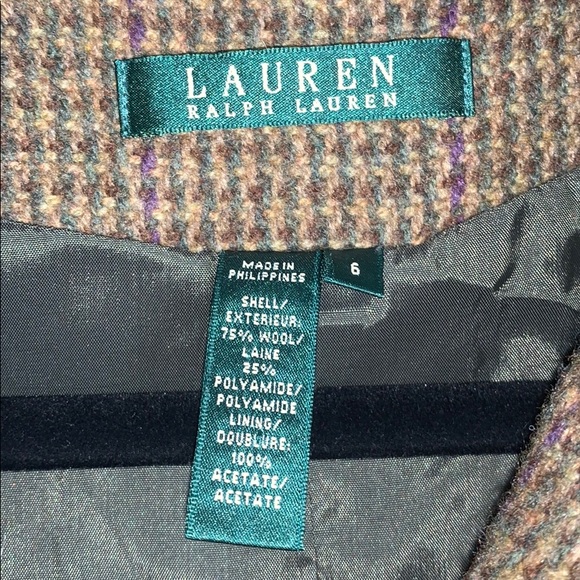 LAUREN
RALPH LAUREN
MADE IN
PHILIPPINES
6
SHELL/
EXTERIEUR:
75% WOOL/
LAINE
25%
POLYAMIDE/
POLYAMIDE
LINING/
DOUBLURE:
100%
ACETATE/
ACETATE